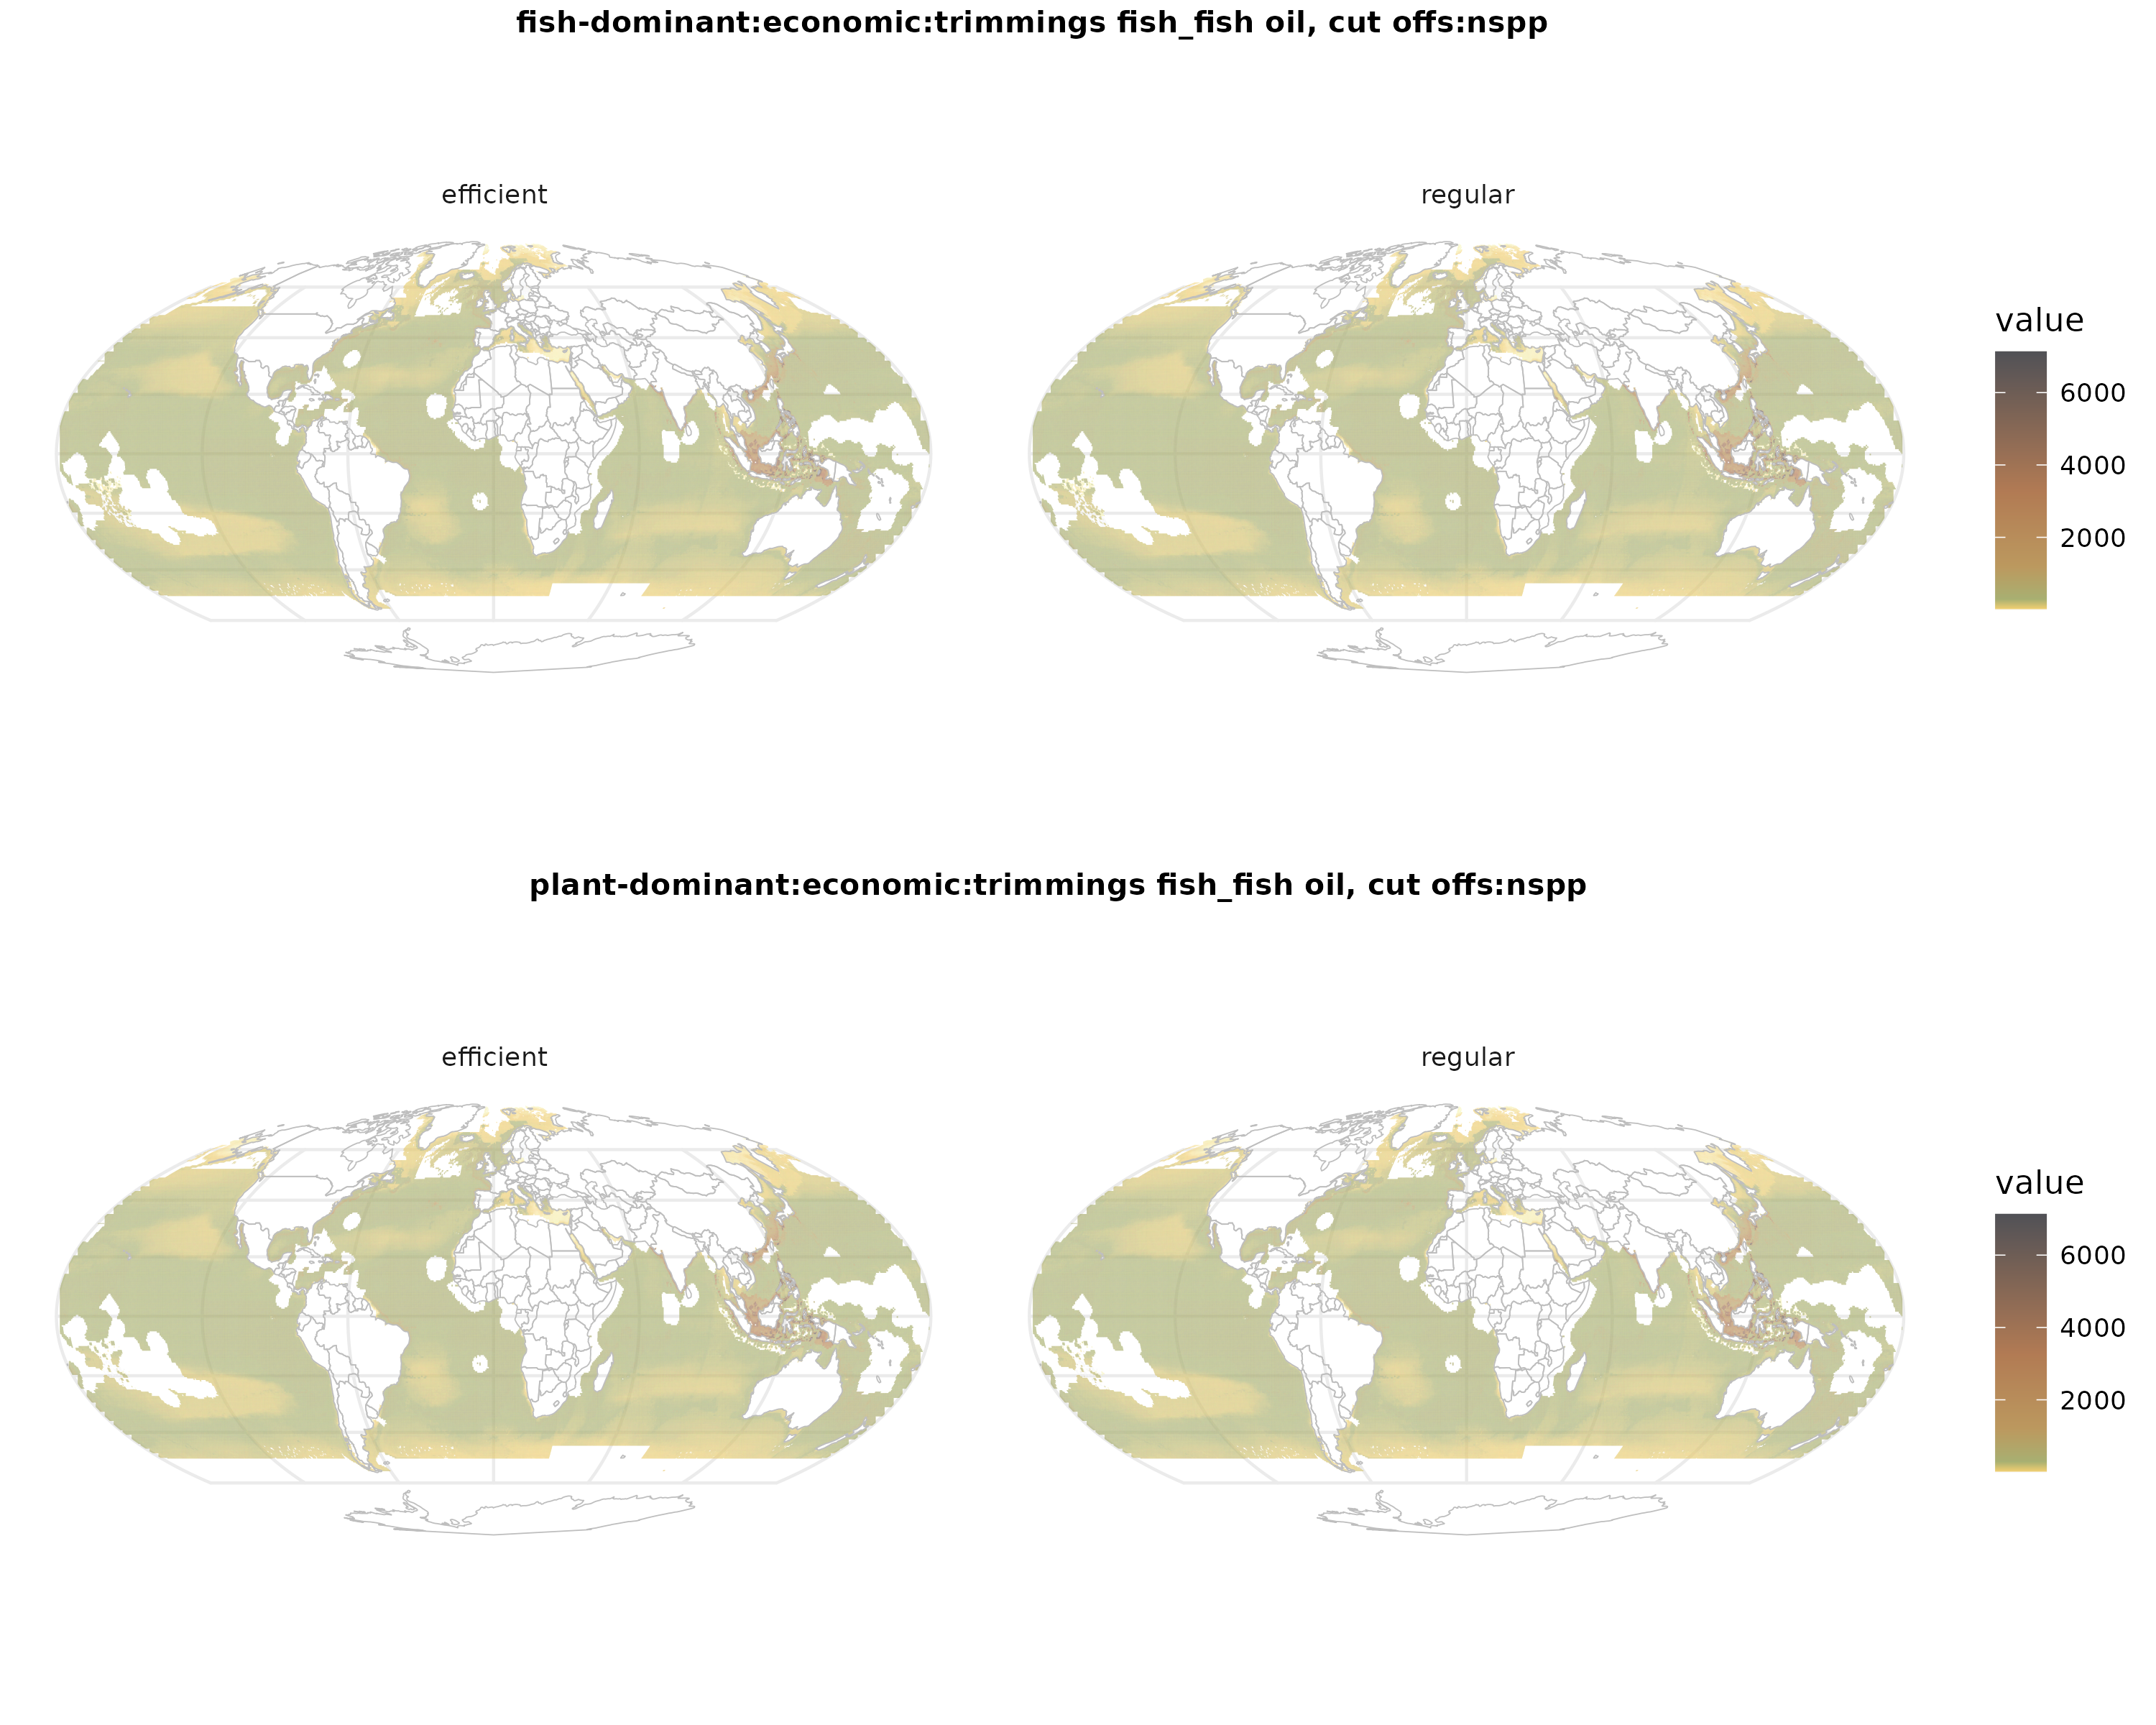 fish-dominant:economic:trimmings fish_fish oil, cut offs:nspp
efficient
regular
value
6000
4000
2000
plant-dominant:economic:trimmings fish_fish oil, cut offs:nspp
efficient
regular
value
6000
4000
2000